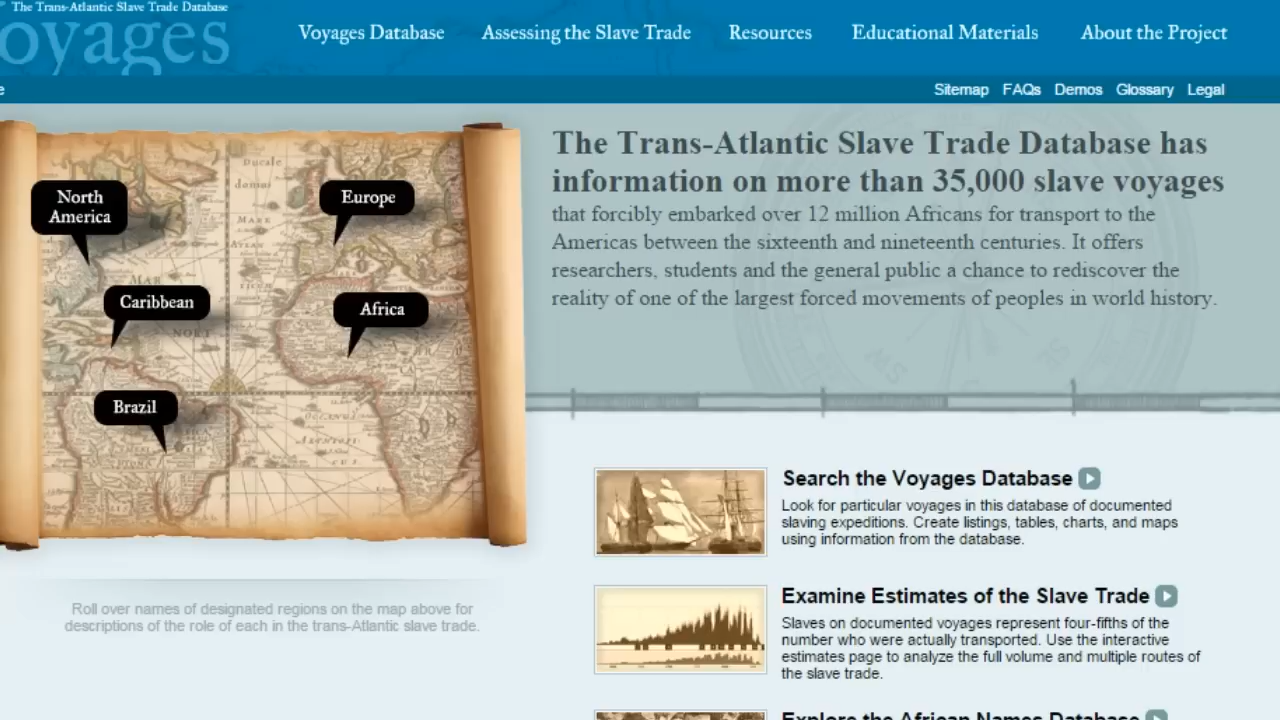 The Trans-Atlantic Slave Trade Database
oyages
Voyages Database Assessing the Slave Trade Resources Educational Materials About the Project
e
Sitemap FAQs Demos Glossary Legal
North
America
Europe
Caribbean
Africa
Brazil
The Trans-Atlantic Slave Trade Database has
information on more than 35,000 slave voyages
that forcibly embarked over 12 million Africans for transport to the
Americas between the sixteenth and nineteenth centuries. It offers
researchers, students and the general public a chance to rediscover the
reality of one of the largest forced movements of peoples in world history.
Roll over names of designated regions on the map above for
descriptions of the role of each in the trans-Atlantic slave trade.
Search the Voyages Database
Look for particular voyages in this database of documented
slaving expeditions. Create listings, tables, charts, and maps
using information from the database.
Examine Estimates of the Slave Trade
Slaves on documented voyages represent four-fifths of the
number who were actually transported. Use the interactive
estimates page to analyze the full volume and multiple routes of
the slave trade.
Explore the African Names Database